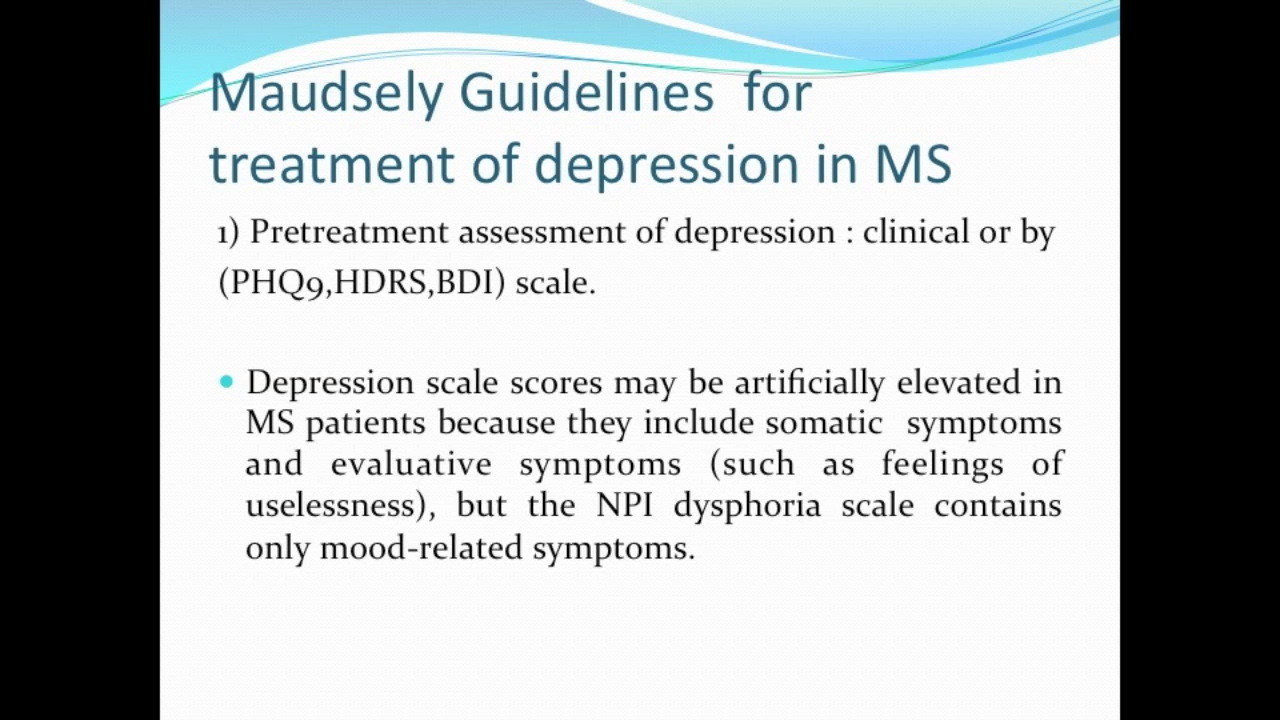 Maudsely Guidelines for
treatment of depression in MS
1) Pretreatment assessment of depression : clinical or by
(PHQ9,HDRS,BDI) scale.
• Depression scale scores may be artificially elevated in
MS patients because they include somatic symptoms
and evaluative symptoms (such as feelings of
uselessness), but the NPI dysphoria scale contains
only mood-related symptoms.